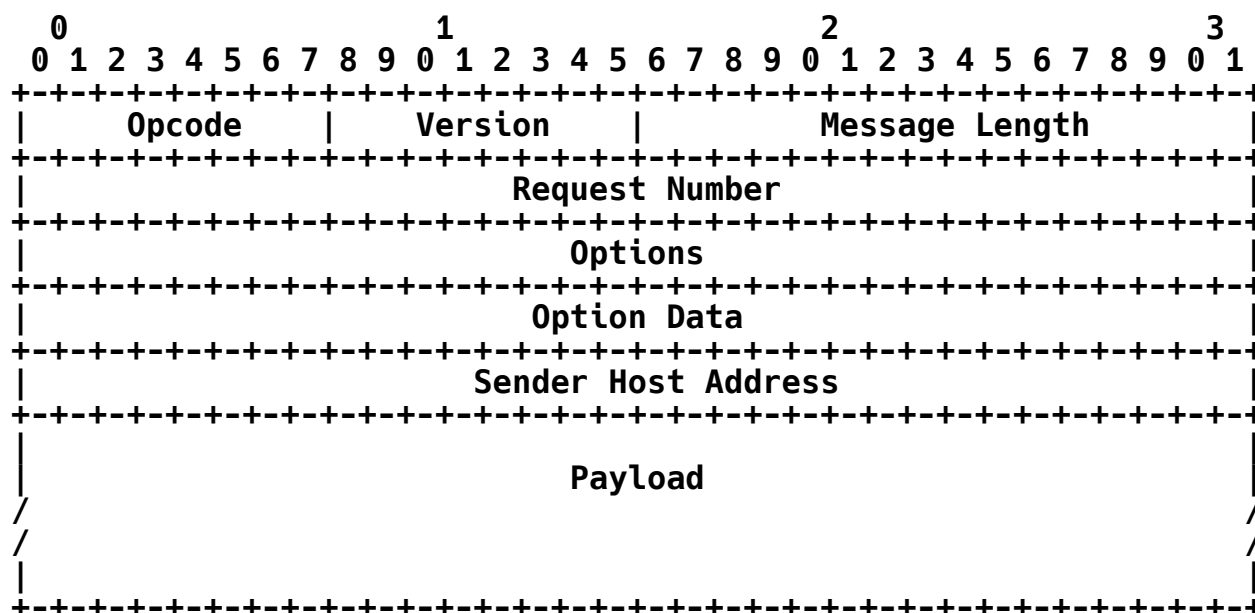 0                   1                   2                   3
  0 1 2 3 4 5 6 7 8 9 0 1 2 3 4 5 6 7 8 9 0 1 2 3 4 5 6 7 8 9 0 1
 +-+-+-+-+-+-+-+-+-+-+-+-+-+-+-+-+-+-+-+-+-+-+-+-+-+-+-+-+-+-+-+-+
 |     Opcode    |    Version    |         Message Length        |
 +-+-+-+-+-+-+-+-+-+-+-+-+-+-+-+-+-+-+-+-+-+-+-+-+-+-+-+-+-+-+-+-+
 |                         Request Number                        |
 +-+-+-+-+-+-+-+-+-+-+-+-+-+-+-+-+-+-+-+-+-+-+-+-+-+-+-+-+-+-+-+-+
 |                            Options                            |
 +-+-+-+-+-+-+-+-+-+-+-+-+-+-+-+-+-+-+-+-+-+-+-+-+-+-+-+-+-+-+-+-+
 |                          Option Data                          |
 +-+-+-+-+-+-+-+-+-+-+-+-+-+-+-+-+-+-+-+-+-+-+-+-+-+-+-+-+-+-+-+-+
 |                       Sender Host Address                     |
 +-+-+-+-+-+-+-+-+-+-+-+-+-+-+-+-+-+-+-+-+-+-+-+-+-+-+-+-+-+-+-+-+
 |                                                               |
 |                            Payload                            |
 /                                                               /
 /                                                               /
 |                                                               |
 +-+-+-+-+-+-+-+-+-+-+-+-+-+-+-+-+-+-+-+-+-+-+-+-+-+-+-+-+-+-+-+-+